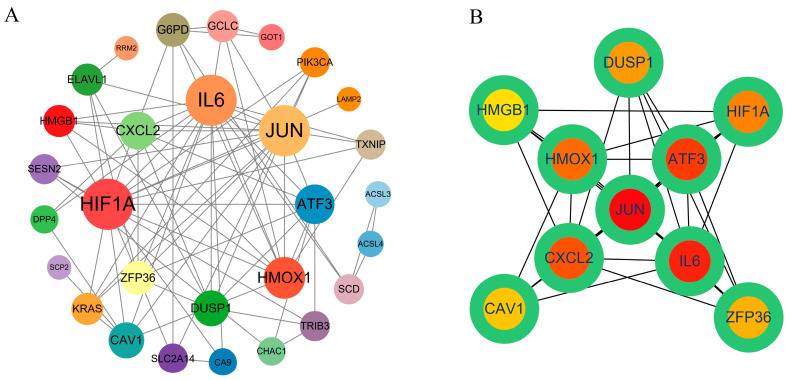 A
B
G6PD
GCLC
GOT1
RRM2
PIK3CA
ELAVL1
LAMP2
IL6
HMGB1
CXCL2
JUN
TXNIP
SESN2
ACSL3
HIF1A
ATF3
DPP4
ACSL4
SCP2
ZFP36
HMOX1
SCD
KRAS
DUSP1
TRIB3
CAV1
SLC2A14
CA9
CHAC1
DUSP1
HMGB1
HIF1A
HMOX1
ATF3
JUN
CXCL2
IL6
CAV1
ZFP36